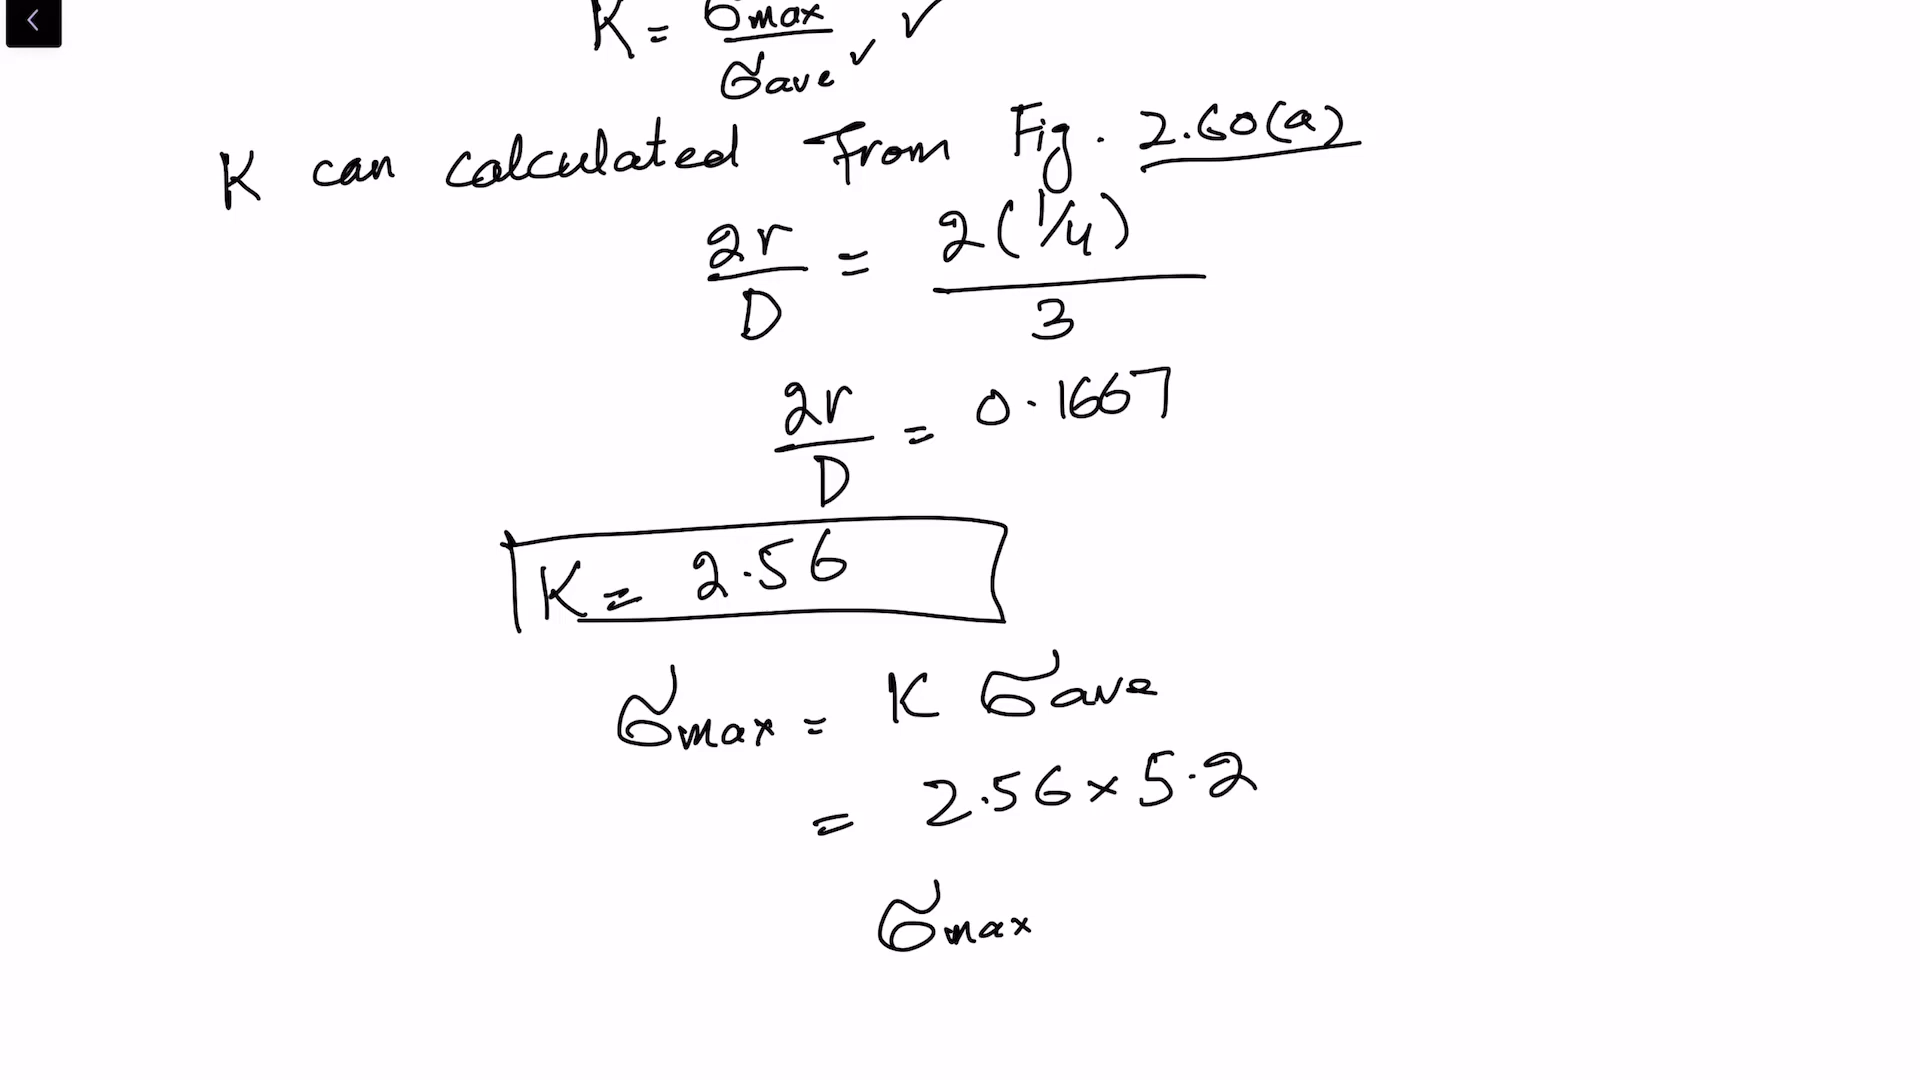 K = σmax / σave ✓ ✓
K can calculated from Fig. 2.60(a)
2r / D = 2(1/4) / 3
2r / D = 0.1667
K = 2.56
σmax = K σave
= 2.56 × 5.2
σmax